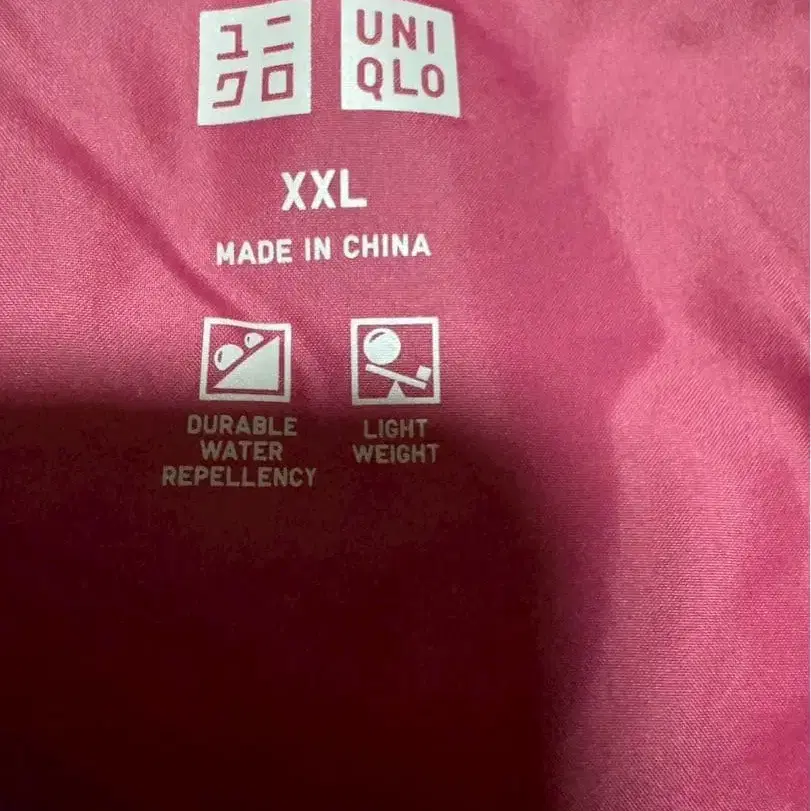 ユニ
クロ
UNI
QLO
XXL
MADE IN CHINA
DURABLE
WATER
REPELLENCY
LIGHT
WEIGHT